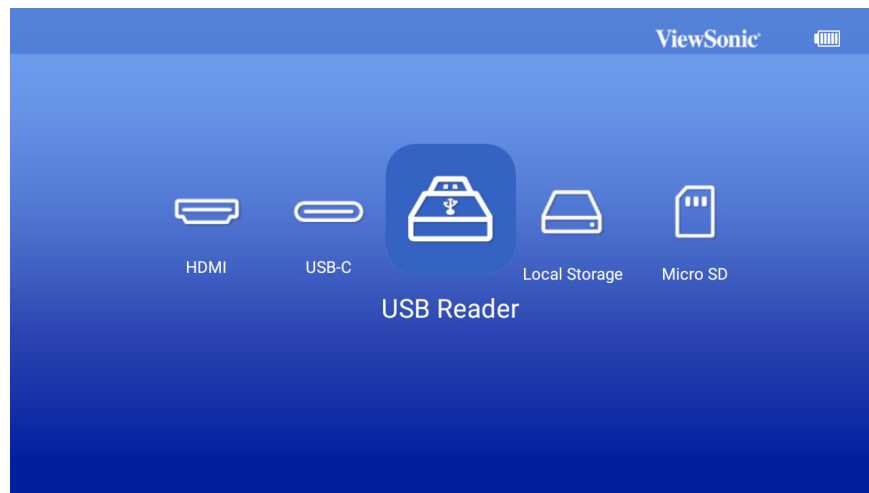 ViewSonic
HDMI
USB-C
Local Storage
Micro SD
USB Reader